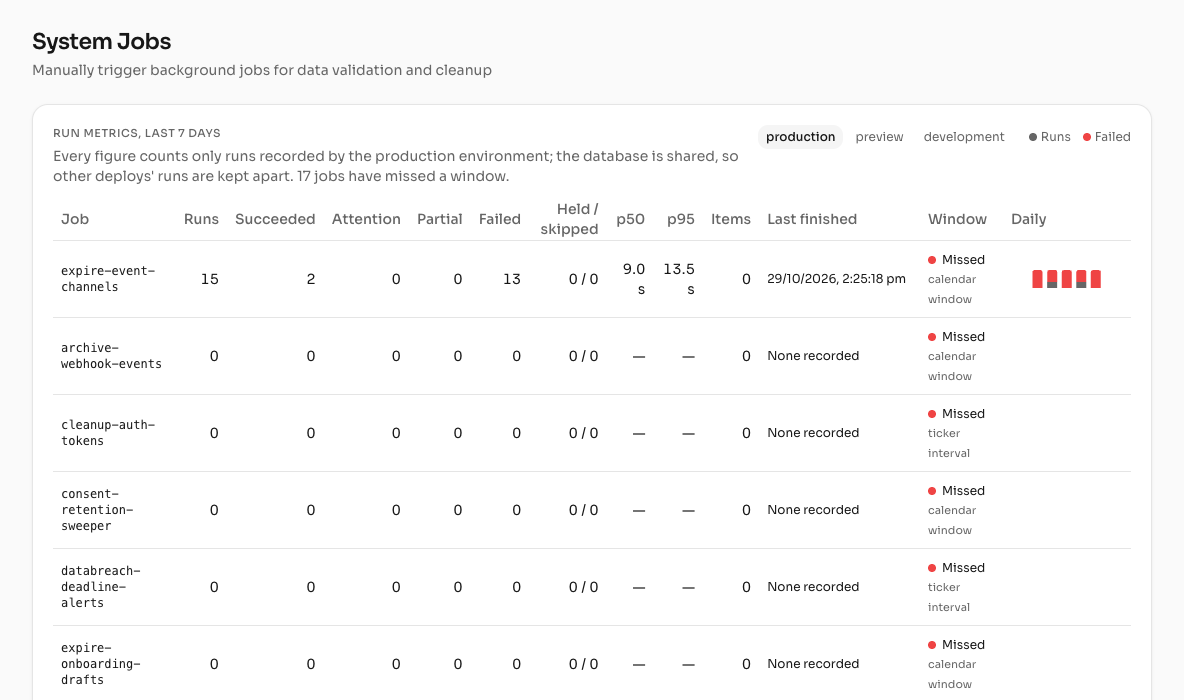 System Jobs
Manually trigger background jobs for data validation and cleanup
RUN METRICS, LAST 7 DAYS
production preview development Runs Failed
Every figure counts only runs recorded by the production environment; the database is shared, so
other deploys' runs are kept apart. 17 jobs have missed a window.
Job Runs Succeeded Attention Partial Failed Held / skipped p50 p95 Items Last finished Window Daily
expire-event-channels 15 2 0 0 13 0 / 0 9.0 s 13.5 s 0 29/10/2026, 2:25:18 pm Missed calendar window
archive-webhook-events 0 0 0 0 0 0 / 0 — — 0 None recorded Missed calendar window
cleanup-auth-tokens 0 0 0 0 0 0 / 0 — — 0 None recorded Missed ticker interval
consent-retention-sweeper 0 0 0 0 0 0 / 0 — — 0 None recorded Missed calendar window
databreach-deadline-alerts 0 0 0 0 0 0 / 0 — — 0 None recorded Missed ticker interval
expire-onboarding-drafts 0 0 0 0 0 0 / 0 — — 0 None recorded Missed calendar window